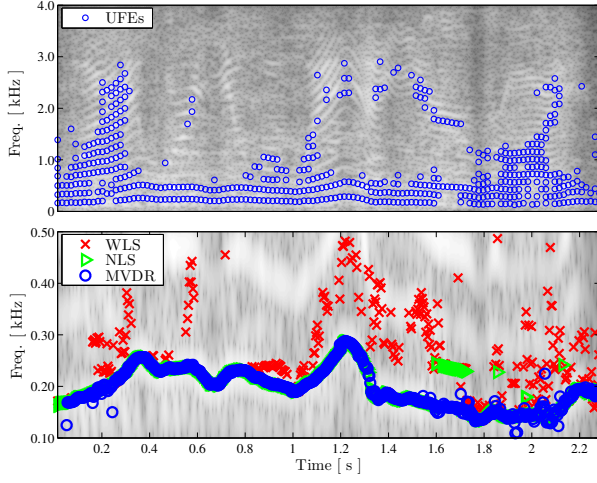 4.0
UFEs
3.0
2.0
1.0
0
Freq. [ kHz ]
0.50
WLS
NLS
MVDR
0.40
0.30
0.20
0.10
Freq. [ kHz ]
0.2 0.4 0.6 0.8 1 1.2 1.4 1.6 1.8 2 2.2
Time [ s ]